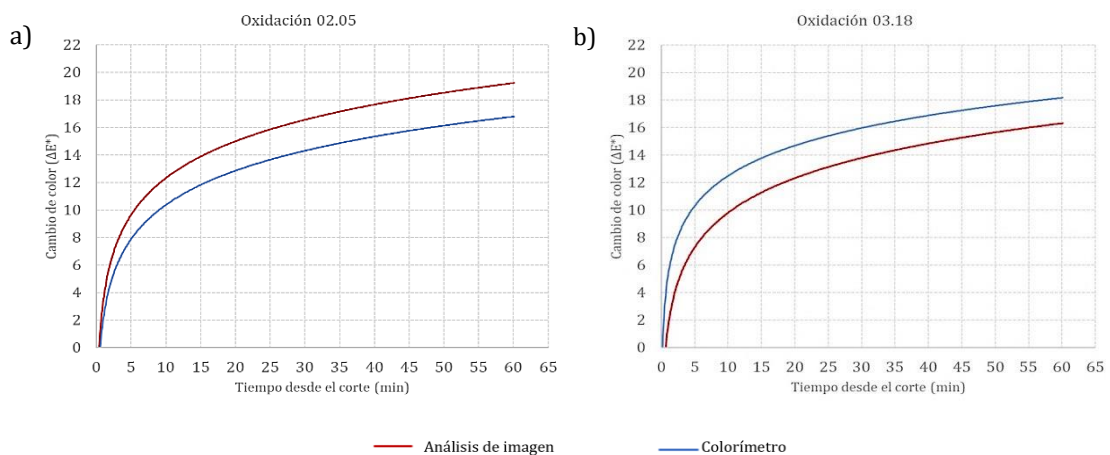 a)
Oxidación 02.05
Cambio de color (ΔE*)
22
20
18
16
14
12
10
8
6
4
2
0
0 5 10 15 20 25 30 35 40 45 50 55 60 65
Tiempo desde el corte (min)
b)
Oxidación 03.18
Cambio de color (ΔE*)
22
20
18
16
14
12
10
8
6
4
2
0
0 5 10 15 20 25 30 35 40 45 50 55 60 65
Tiempo desde el corte (min)
Análisis de imagen
Colorímetro